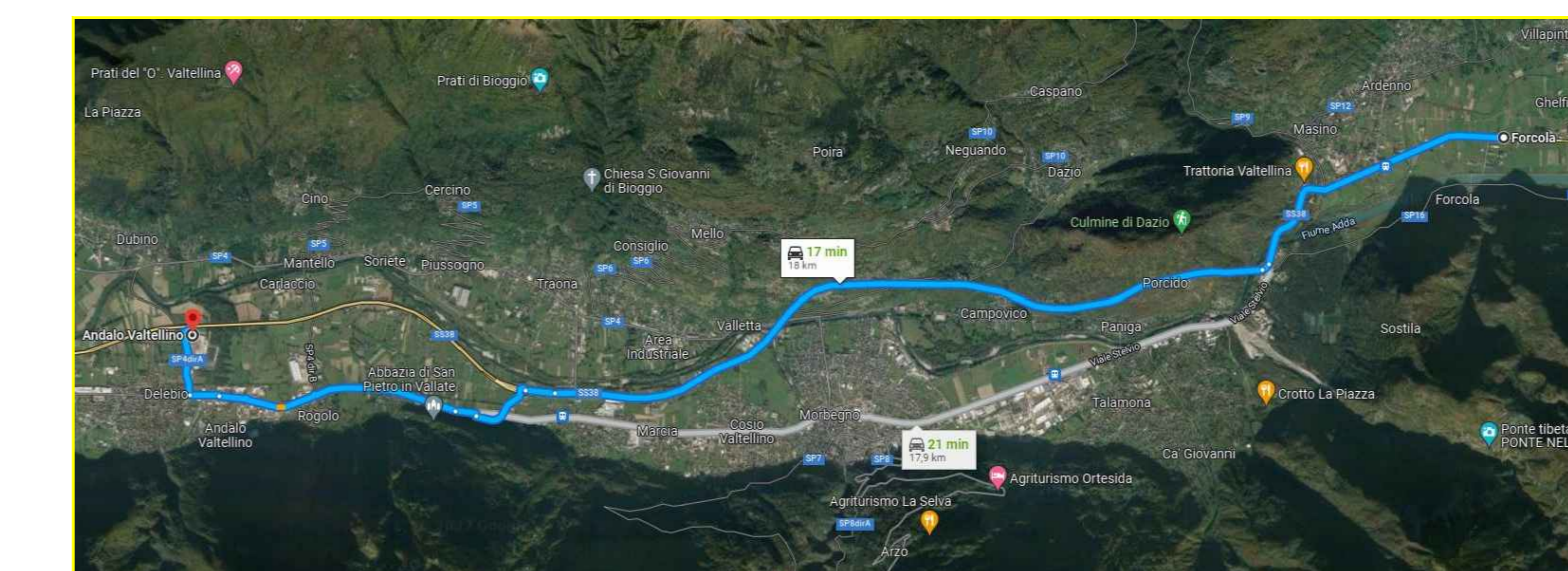 Villapint
Prati del "O". Valtellina
Prati di Bioggio
La Piazza
Caspano
Ardenno
SP12
Ghelfi
SP9
Masino
SP10
Poira
Neguando
Forcola
SP10
Dazio
Trattoria Valtellina
Chiesa S Giovanni
di Bioggio
Cercino
Cino
SP5
Forcola
Culmine di Dazio
SS38
SP16
Fiume Adda
Dubino
SP5
Mello
Consiglio
17 min
18 km
SP4
Mantello
Soriete
Piussogno
SP6
SP6
Carlaccio
Traona
Porcido
Viale Stelvio
Campovico
SP4
Valletta
Paniga
Sostila
Andalo Valtellino
SS38
Area
Industriale
Viale Stelvio
SP4dirA
SP4 dir B
Abbazia di San
Pietro in Vallate
Delebio
SS38
Crotto La Piazza
Talamona
Rogolo
Morbegno
Andalo
Valtellino
Marcia
Cosio
Valtellino
Ponte tibeta
PONTE NEL
21 min
17,9 km
SP7
SP8
Ca' Giovanni
Agriturismo Ortesida
Agriturismo La Selva
SP8dirA
Arzo